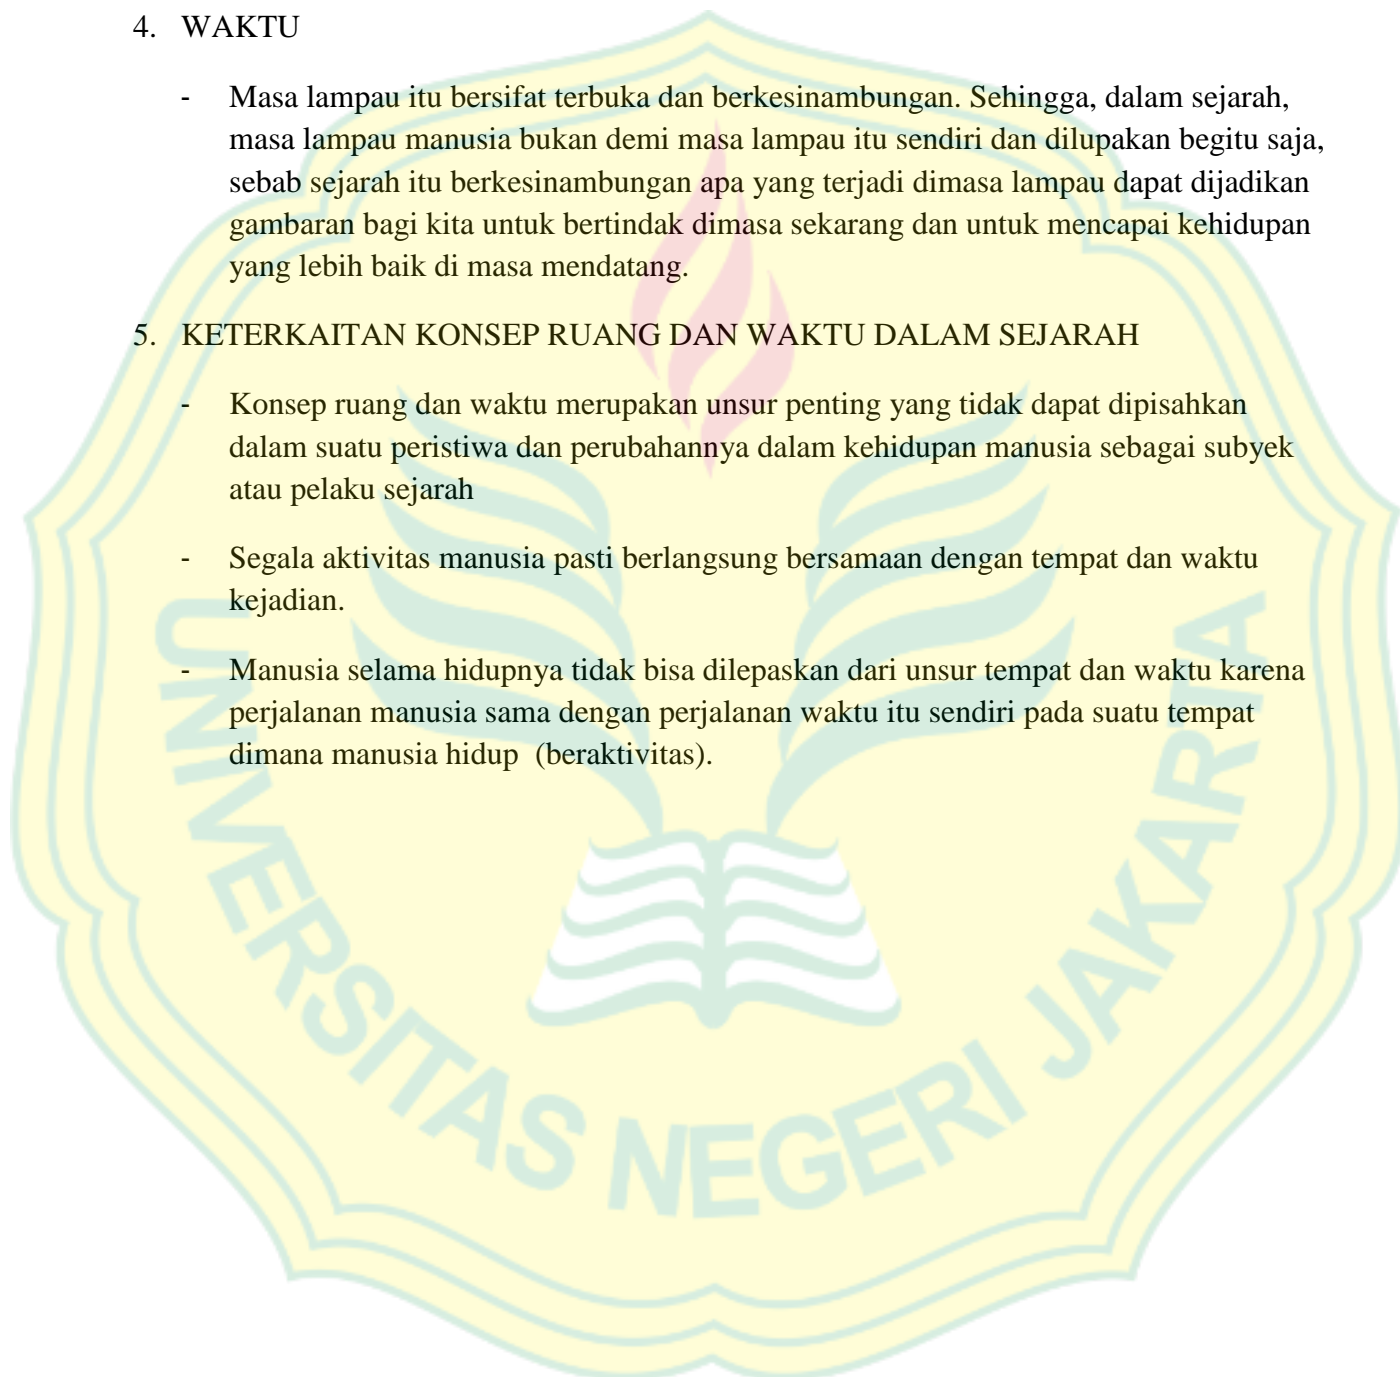 4. WAKTU
- Masa lampau itu bersifat terbuka dan berkesinambungan. Sehingga, dalam sejarah,
masa lampau manusia bukan demi masa lampau itu sendiri dan dilupakan begitu saja,
sebab sejarah itu berkesinambungan apa yang terjadi dimasa lampau dapat dijadikan
gambaran bagi kita untuk bertindak dimasa sekarang dan untuk mencapai kehidupan
yang lebih baik di masa mendatang.
5. KETERKAITAN KONSEP RUANG DAN WAKTU DALAM SEJARAH
- Konsep ruang dan waktu merupakan unsur penting yang tidak dapat dipisahkan
dalam suatu peristiwa dan perubahannya dalam kehidupan manusia sebagai subyek
atau pelaku sejarah
- Segala aktivitas manusia pasti berlangsung bersamaan dengan tempat dan waktu
kejadian.
- Manusia selama hidupnya tidak bisa dilepaskan dari unsur tempat dan waktu karena
perjalanan manusia sama dengan perjalanan waktu itu sendiri pada suatu tempat
dimana manusia hidup  (beraktivitas).
UNIVERSITAS NEGERI JAKARTA